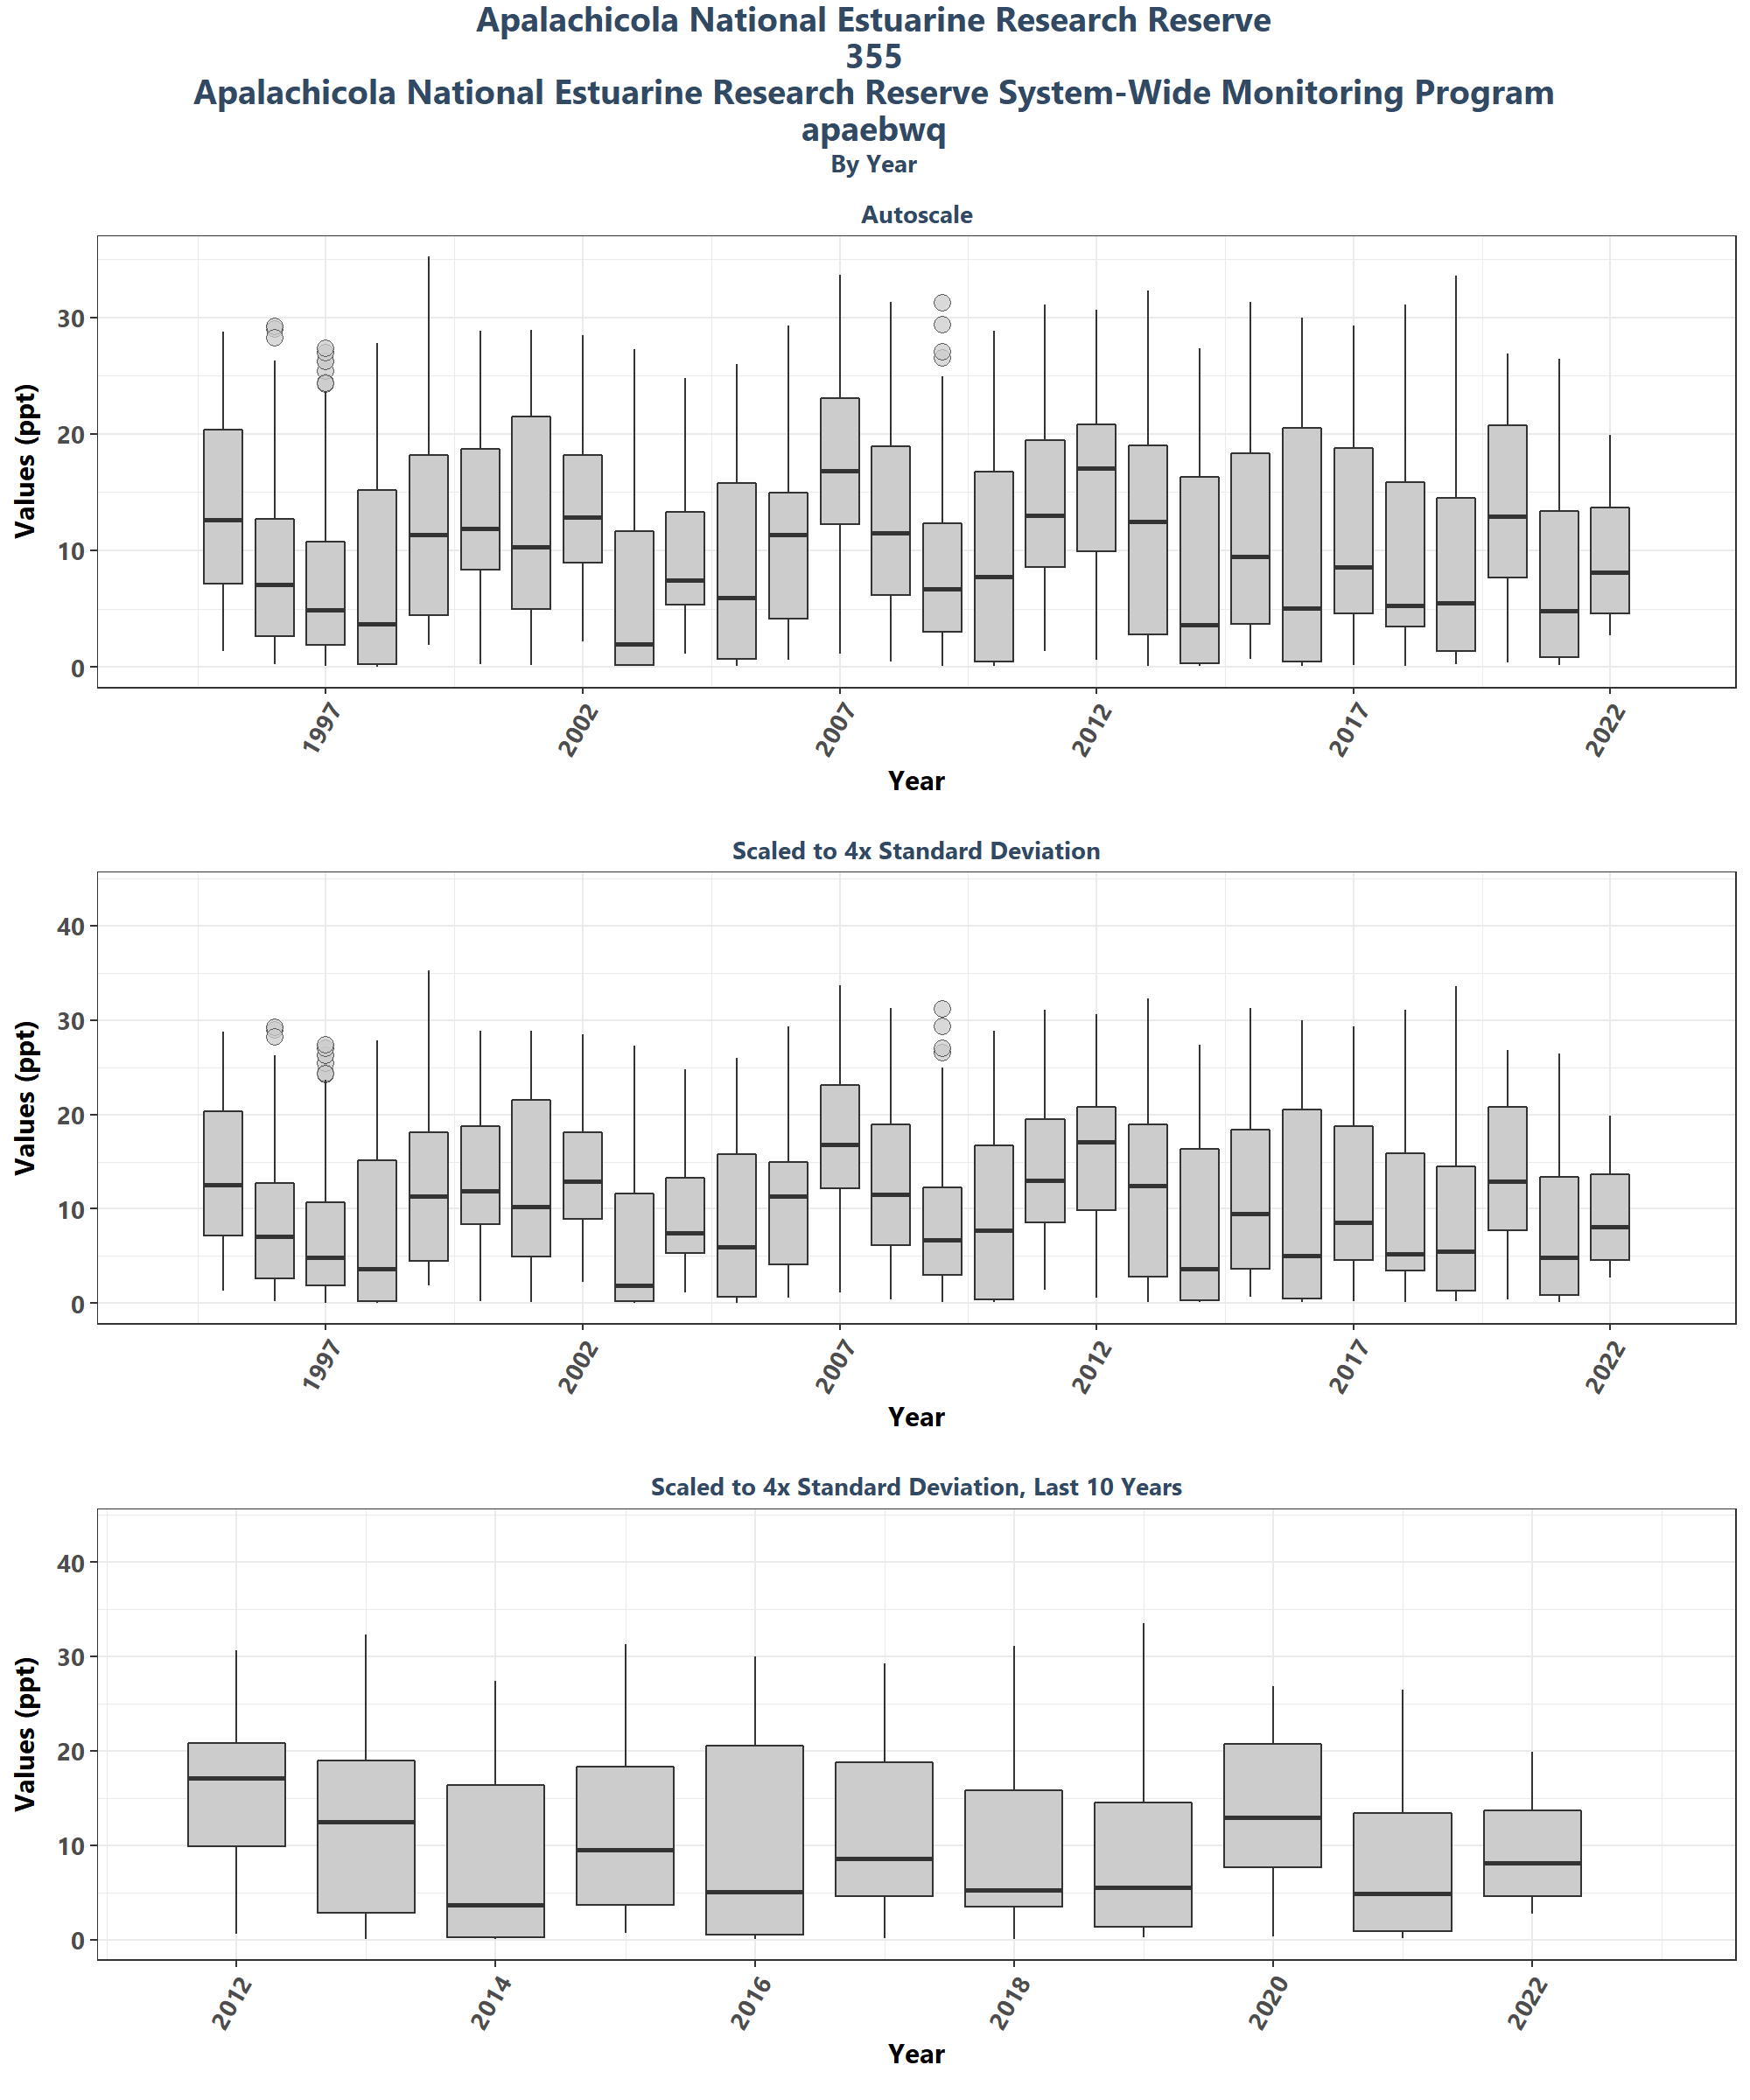 Apalachicola National Estuarine Research Reserve
355
Apalachicola National Estuarine Research Reserve System-Wide Monitoring Program
apaebwq
By Year
Autoscale
Values (ppt)
30
20
10
0
1997 2002 2007 2012 2017 2022
Year
Scaled to 4x Standard Deviation
Values (ppt)
40
30
20
10
0
1997 2002 2007 2012 2017 2022
Year
Scaled to 4x Standard Deviation, Last 10 Years
Values (ppt)
40
30
20
10
0
2012 2014 2016 2018 2020 2022
Year